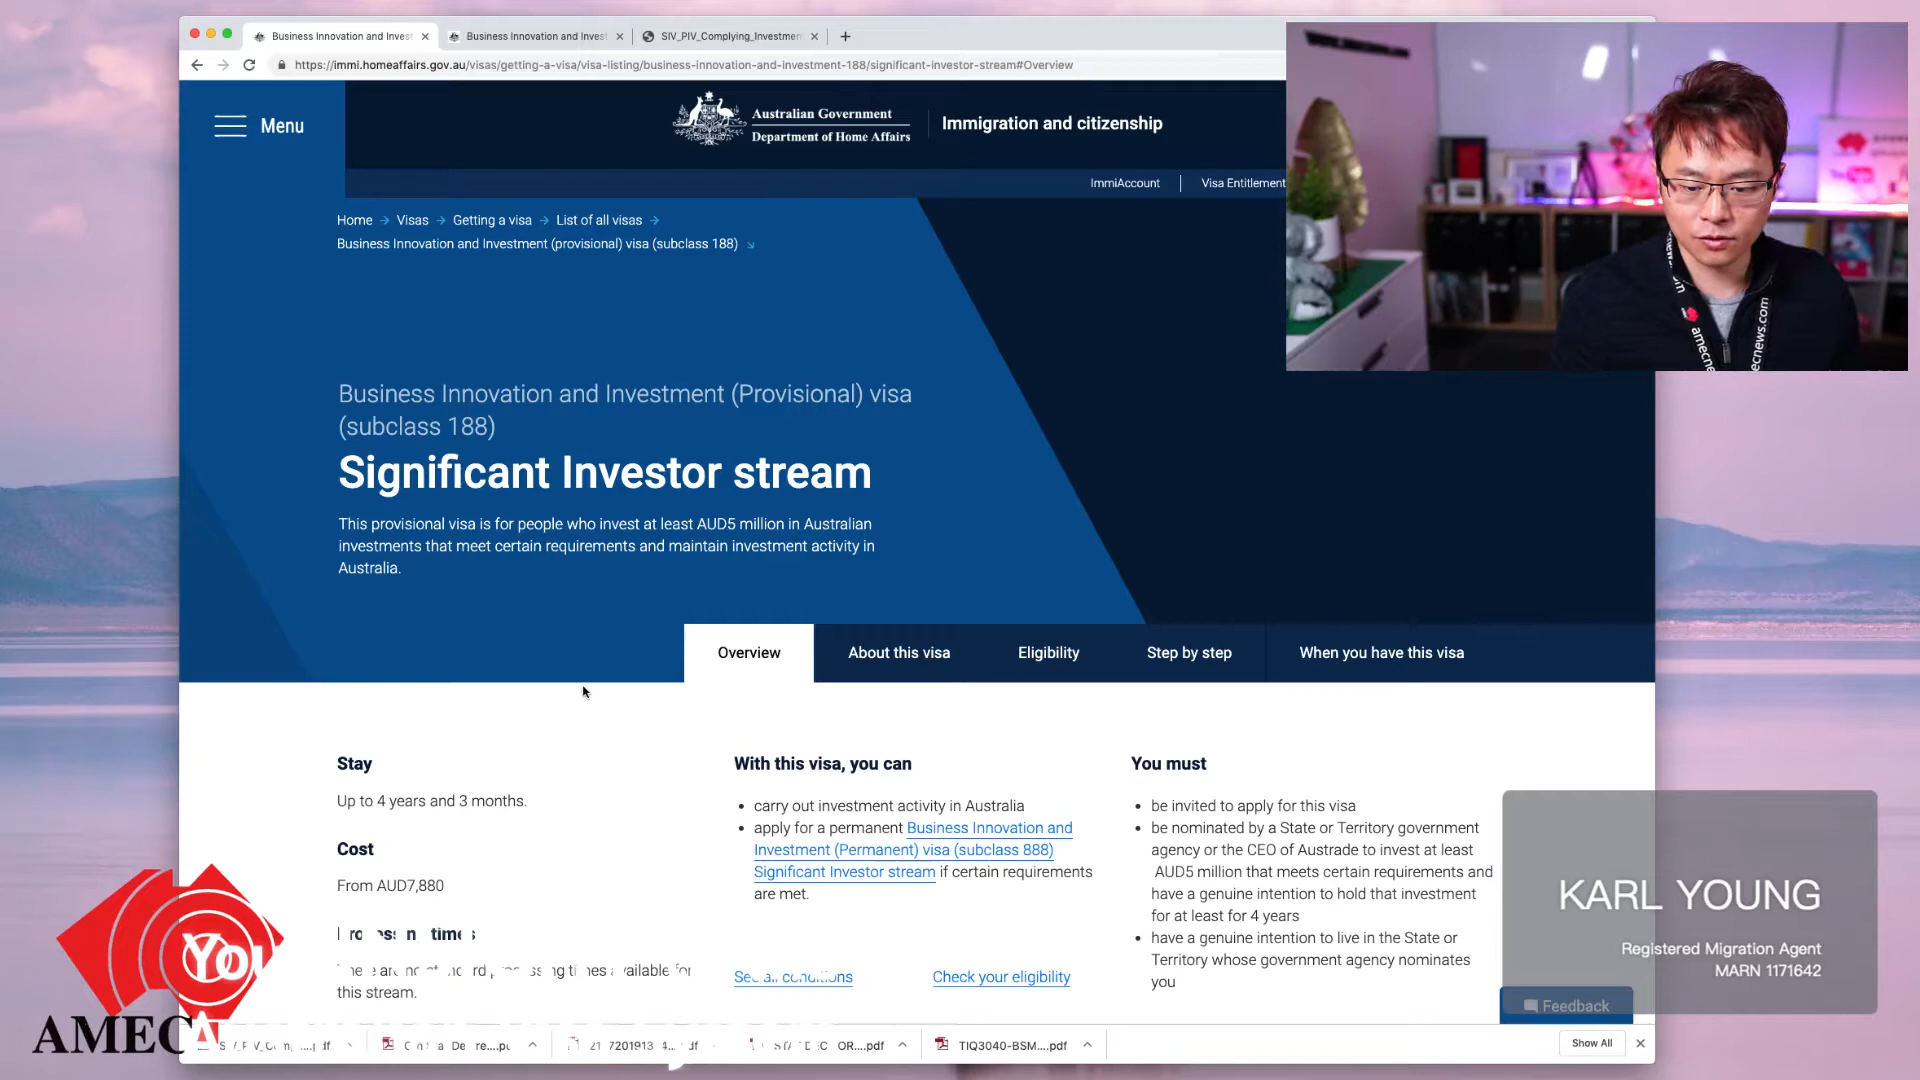 Business Innovation and Invest
Business Innovation and Invest
SIV_PIV_Complying_Investmen
https://immi.homeaffairs.gov.au/visas/getting-a-visa/visa-listing/business-innovation-and-investment-188/significant-investor-stream#Overview
Menu
Australian Government
Department of Home Affairs
Immigration and citizenship
ImmiAccount
Visa Entitlement
Home
Visas
Getting a visa
List of all visas
Business Innovation and Investment (provisional) visa (subclass 188)
Business Innovation and Investment (Provisional) visa
(subclass 188)
Significant Investor stream
This provisional visa is for people who invest at least AUD5 million in Australian
investments that meet certain requirements and maintain investment activity in
Australia.
Overview
About this visa
Eligibility
Step by step
When you have this visa
Stay
Up to 4 years and 3 months.
Cost
From AUD7,880
times
this stream.
With this visa, you can
carry out investment activity in Australia
apply for a permanent Business Innovation and
Investment (Permanent) visa (subclass 888)
Significant Investor stream if certain requirements
are met.
See all conditions
Check your eligibility
You must
be invited to apply for this visa
be nominated by a State or Territory government
agency or the CEO of Austrade to invest at least
AUD5 million that meets certain requirements and
have a genuine intention to hold that investment
for at least for 4 years
have a genuine intention to live in the State or
Territory whose government agency nominates
you
Feedback
TIQ3040-BSM....pdf
Show All
amecnews.com
KARL YOUNG
Registered Migration Agent
MARN 1171642
AMEC